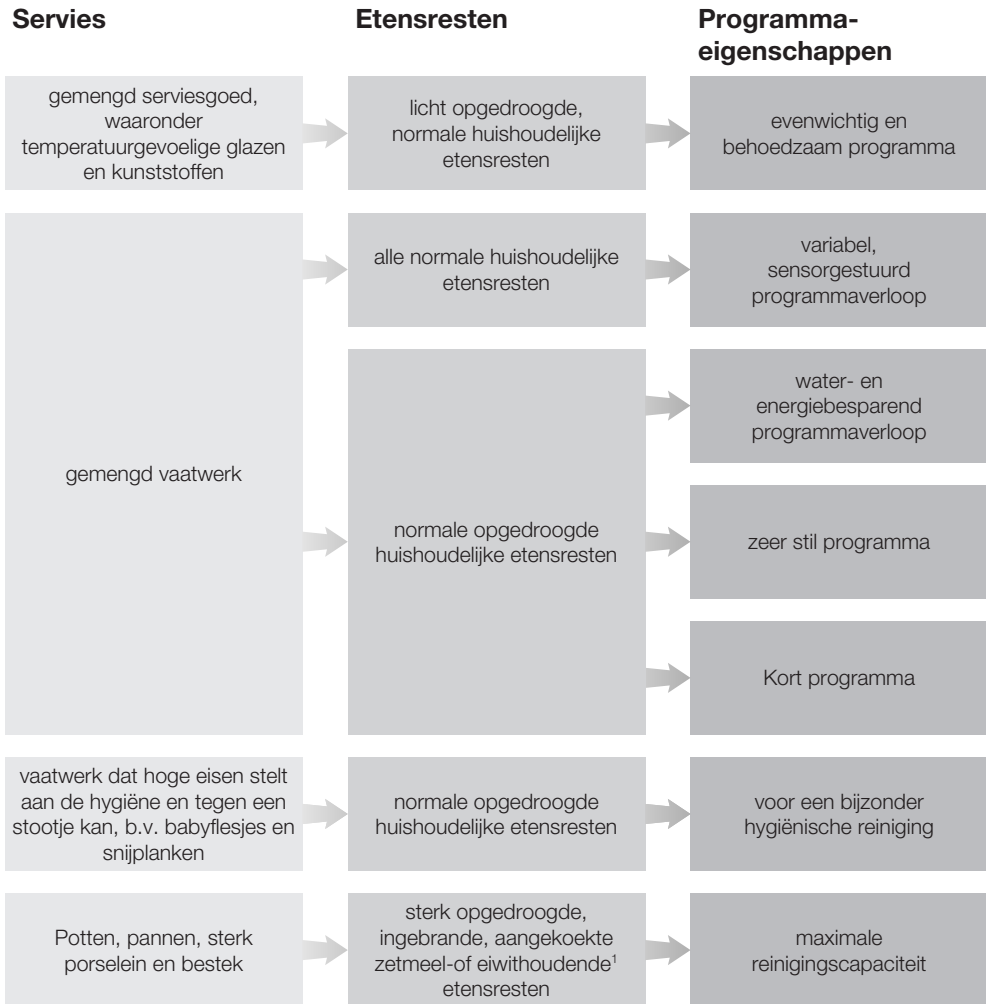 Servies
Etensresten
Programma-
eigenschappen
gemengd serviesgoed,
waaronder
temperatuurgevoelige glazen
en kunststoffen
licht opgedroogde,
normale huishoudelijke
etensresten
evenwichtig en
behoedzaam programma
gemengd vaatwerk
alle normale huishoudelijke
etensresten
variabel,
sensorgestuurd
programmaverloop
normale opgedroogde
huishoudelijke etensresten
water- en
energiebesparend
programmaverloop
zeer stil programma
Kort programma
vaatwerk dat hoge eisen stelt
aan de hygiëne en tegen een
stootje kan, b.v. babyflesjes en
snijplanken
normale opgedroogde
huishoudelijke etensresten
voor een bijzonder
hygiënische reiniging
Potten, pannen, sterk
porselein en bestek
sterk opgedroogde,
ingebrande, aangekoekte
zetmeel-of eiwithoudende¹
etensresten
maximale
reinigingscapaciteit